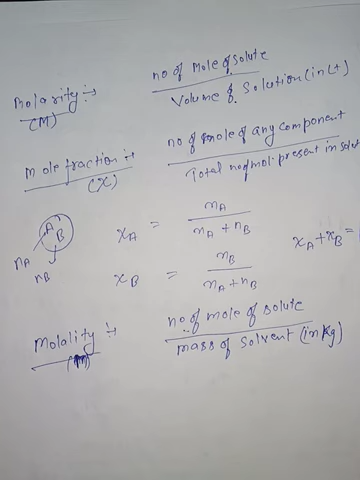 Molarity :→ no of Mole of Solute
(M) Volume of Solution (in Lt)
Mole fraction :→ no of mole of any component
(x) Total no of mol present in
A B
nA nB
xA = nA / nA + nB
xB = nB / nA + nB
xA + xB =
Molality :→ no of mole of solute
(m) mass of solvent (in Kg)